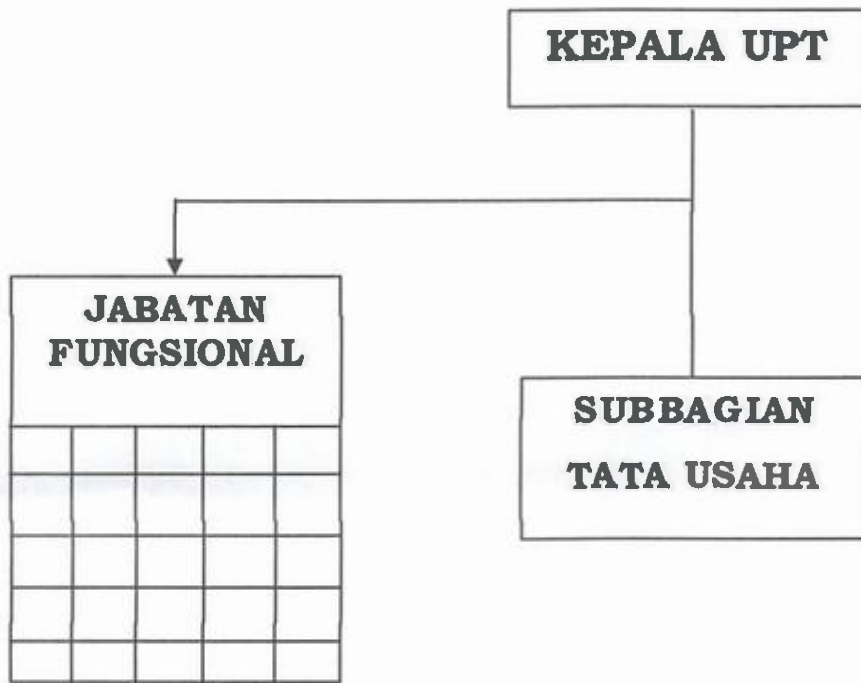 KEPALA UPT
JABATAN
FUNGSIONAL
SUBBAGIAN
TATA USAHA